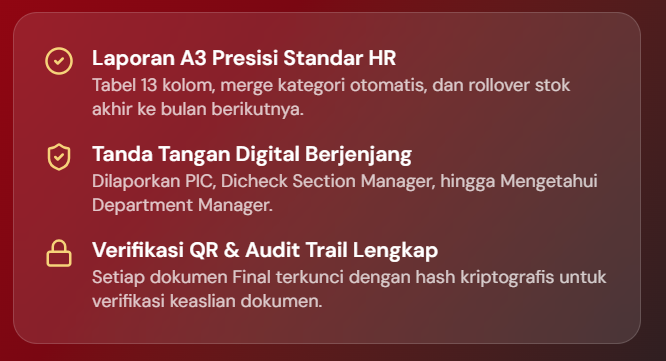 Laporan A3 Presisi Standar HR
Tabel 13 kolom, merge kategori otomatis, dan rollover stok
akhir ke bulan berikutnya.
Tanda Tangan Digital Berjenjang
Dilaporkan PIC, Dicheck Section Manager, hingga Mengetahui
Department Manager.
Verifikasi QR & Audit Trail Lengkap
Setiap dokumen Final terkunci dengan hash kriptografis untuk
verifikasi keaslian dokumen.